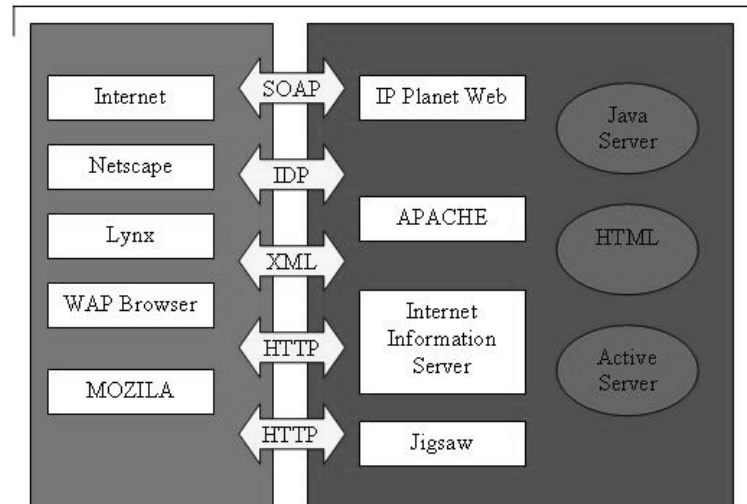 Internet
Netscape
Lynx
WAP Browser
MOZILA
SOAP
IDP
XML
HTTP
HTTP
IP Planet Web
APACHE
Internet
Information
Server
Jigsaw
Java
Server
HTML
Active
Server